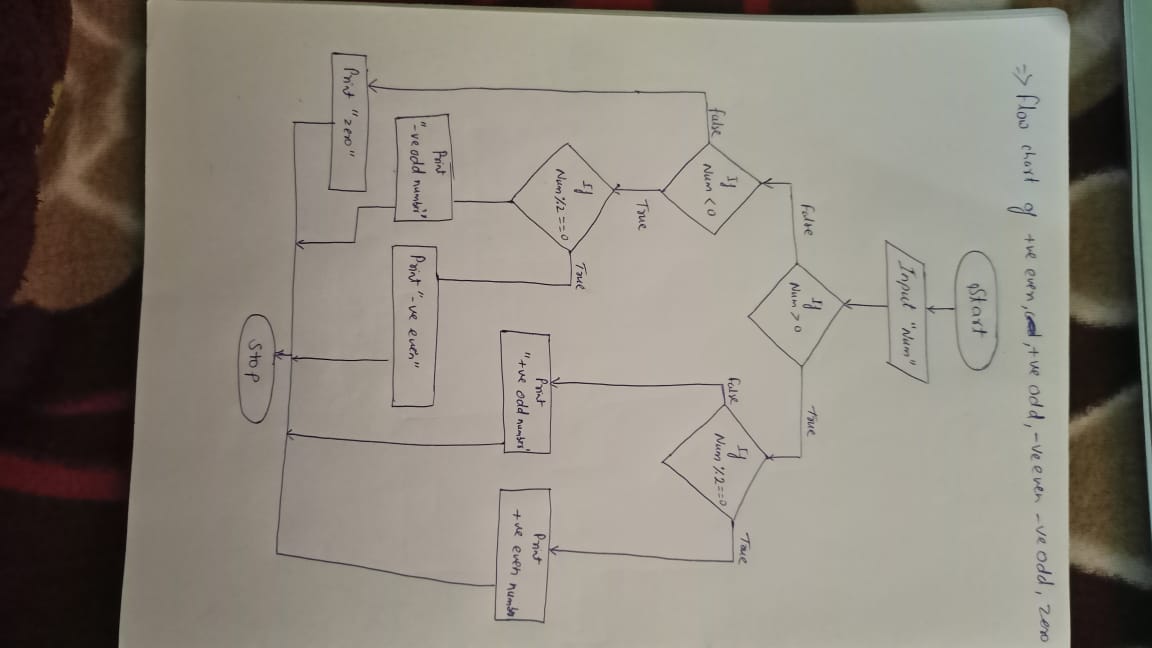 => Flow chart of +ve even, +ve odd, -ve even -ve odd, zero
Start
Input "Num"
If
Num > 0
False
True
If
Num < 0
If
Num%2==0
False
True
False
True
If
Num%2==0
True
Print "zero"
Print
"-ve odd number"
Print "-ve even"
Print
"+ve odd number"
Print
+ve even number
Stop